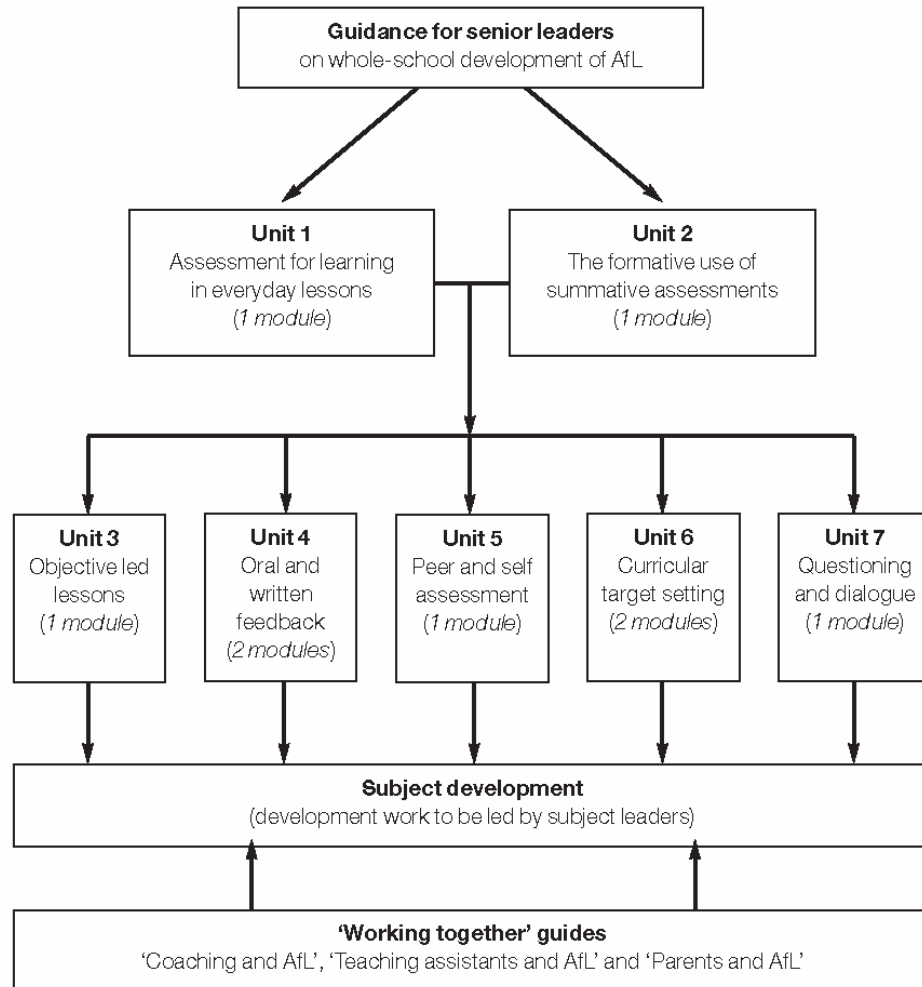 Guidance for senior leaders
on whole-school development of AfL
Unit 1
Assessment for learning
in everyday lessons
(1 module)
Unit 2
The formative use of
summative assessments
(1 module)
Unit 3
Objective led
lessons
(1 module)
Unit 4
Oral and
written
feedback
(2 modules)
Unit 5
Peer and self
assessment
(1 module)
Unit 6
Curricular
target setting
(2 modules)
Unit 7
Questioning
and dialogue
(1 module)
Subject development
(development work to be led by subject leaders)
‘Working together’ guides
‘Coaching and AfL’, ‘Teaching assistants and AfL’ and ‘Parents and AfL’